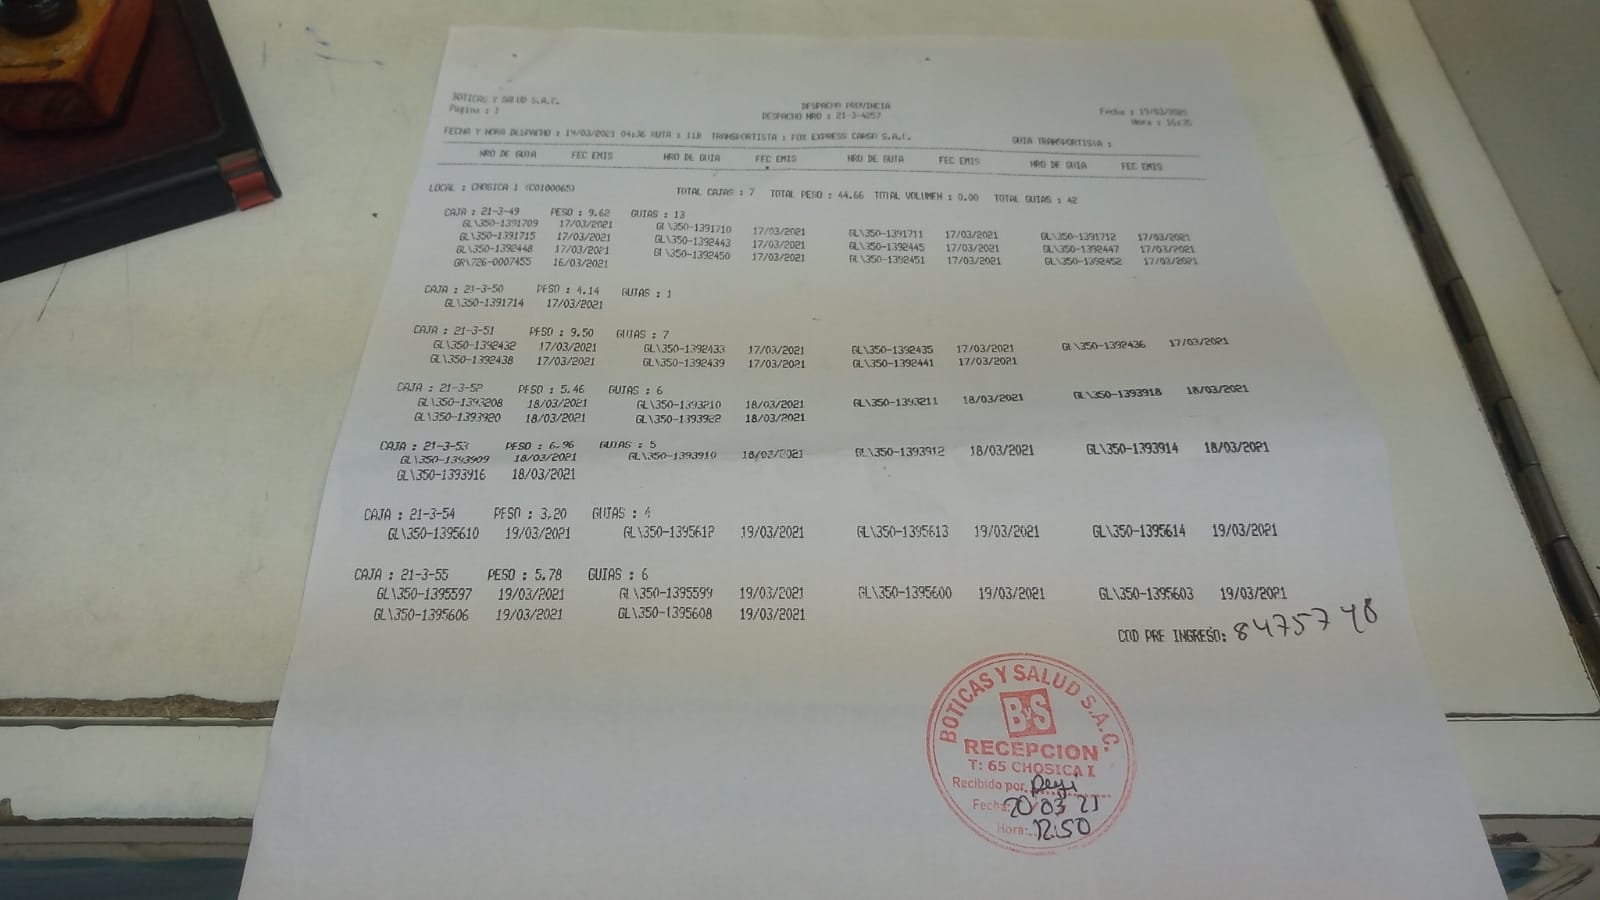 BOTICAS Y SALUD S.A.C.
Pagina : 1
DESPACHO PROVINCIA
DESPACHO NRO : 21-3-4257
Fecha : 19/03/2021
Hora : 16:35
FECHA Y HORA DESPACHO : 19/03/2021 04:36 RUTA : 11B TRANSPORTISTA : FOX EXPRESS CARGO S.A.C. GUIA TRANSPORTISTA :
NRO DE GUIA FEC EMIS NRO DE GUIA FEC EMIS NRO DE GUIA FEC EMIS NRO DE GUIA FEC EMIS
LOCAL : CHOSICA 1 (C0100065) TOTAL CAJAS : 7 TOTAL PESO : 44.66 TOTAL VOLUMEN : 0.00 TOTAL GUIAS : 42
CAJA : 21-3-49 PESO : 9.62 GUIAS : 13
GL\350-1391709 17/03/2021 GL\350-1391710 17/03/2021 GL\350-1391711 17/03/2021 GL\350-1391712 17/03/2021
GL\350-1391715 17/03/2021 GL\350-1392443 17/03/2021 GL\350-1392445 17/03/2021 GL\350-1392447 17/03/2021
GL\350-1392448 17/03/2021 GL\350-1392450 17/03/2021 GL\350-1392451 17/03/2021 GL\350-1392452 17/03/2021
GR\726-0007455 16/03/2021
CAJA : 21-3-50 PESO : 4.14 GUIAS : 1
GL\350-1391714 17/03/2021
CAJA : 21-3-51 PESO : 9.50 GUIAS : 7
GL\350-1392432 17/03/2021 GL\350-1392433 17/03/2021 GL\350-1392435 17/03/2021 GL\350-1392436 17/03/2021
GL\350-1392438 17/03/2021 GL\350-1392439 17/03/2021 GL\350-1392441 17/03/2021
CAJA : 21-3-52 PESO : 5.46 GUIAS : 6
GL\350-1393208 18/03/2021 GL\350-1393210 18/03/2021 GL\350-1393211 18/03/2021 GL\350-1393918 18/03/2021
GL\350-1393920 18/03/2021 GL\350-1393922 18/03/2021
CAJA : 21-3-53 PESO : 6.96 GUIAS : 5
GL\350-1393909 18/03/2021 GL\350-1393910 18/03/2021 GL\350-1393912 18/03/2021 GL\350-1393914 18/03/2021
GL\350-1393916 18/03/2021
CAJA : 21-3-54 PESO : 3.20 GUIAS : 4
GL\350-1395610 19/03/2021 GL\350-1395612 19/03/2021 GL\350-1395613 19/03/2021 GL\350-1395614 19/03/2021
CAJA : 21-3-55 PESO : 5.78 GUIAS : 6
GL\350-1395597 19/03/2021 GL\350-1395599 19/03/2021 GL\350-1395600 19/03/2021 GL\350-1395603 19/03/2021
GL\350-1395606 19/03/2021 GL\350-1395608 19/03/2021
COD PRE INGRESO: 8475740
BOTICAS Y SALUD S.A.C.
B&S
RECEPCION
T: 65 CHOSICA I
Recibido por
Fecha: 20 03 21
Hora: 12:50